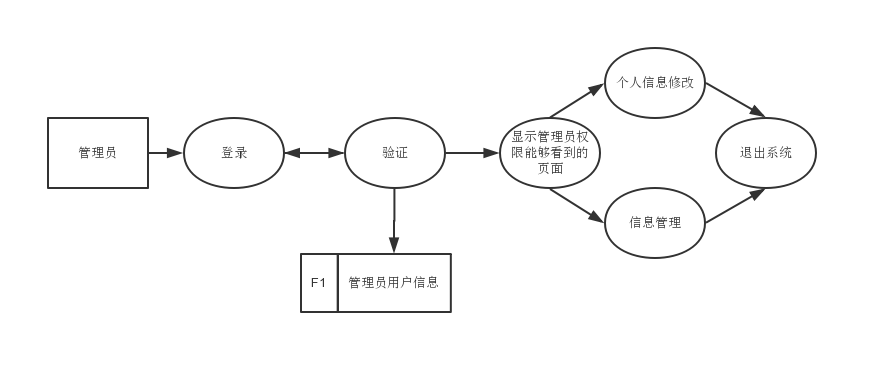 个人信息修改
管理员
登录
验证
显示管理员权
限能够看到的
页面
退出系统
信息管理
F1
管理员用户信息